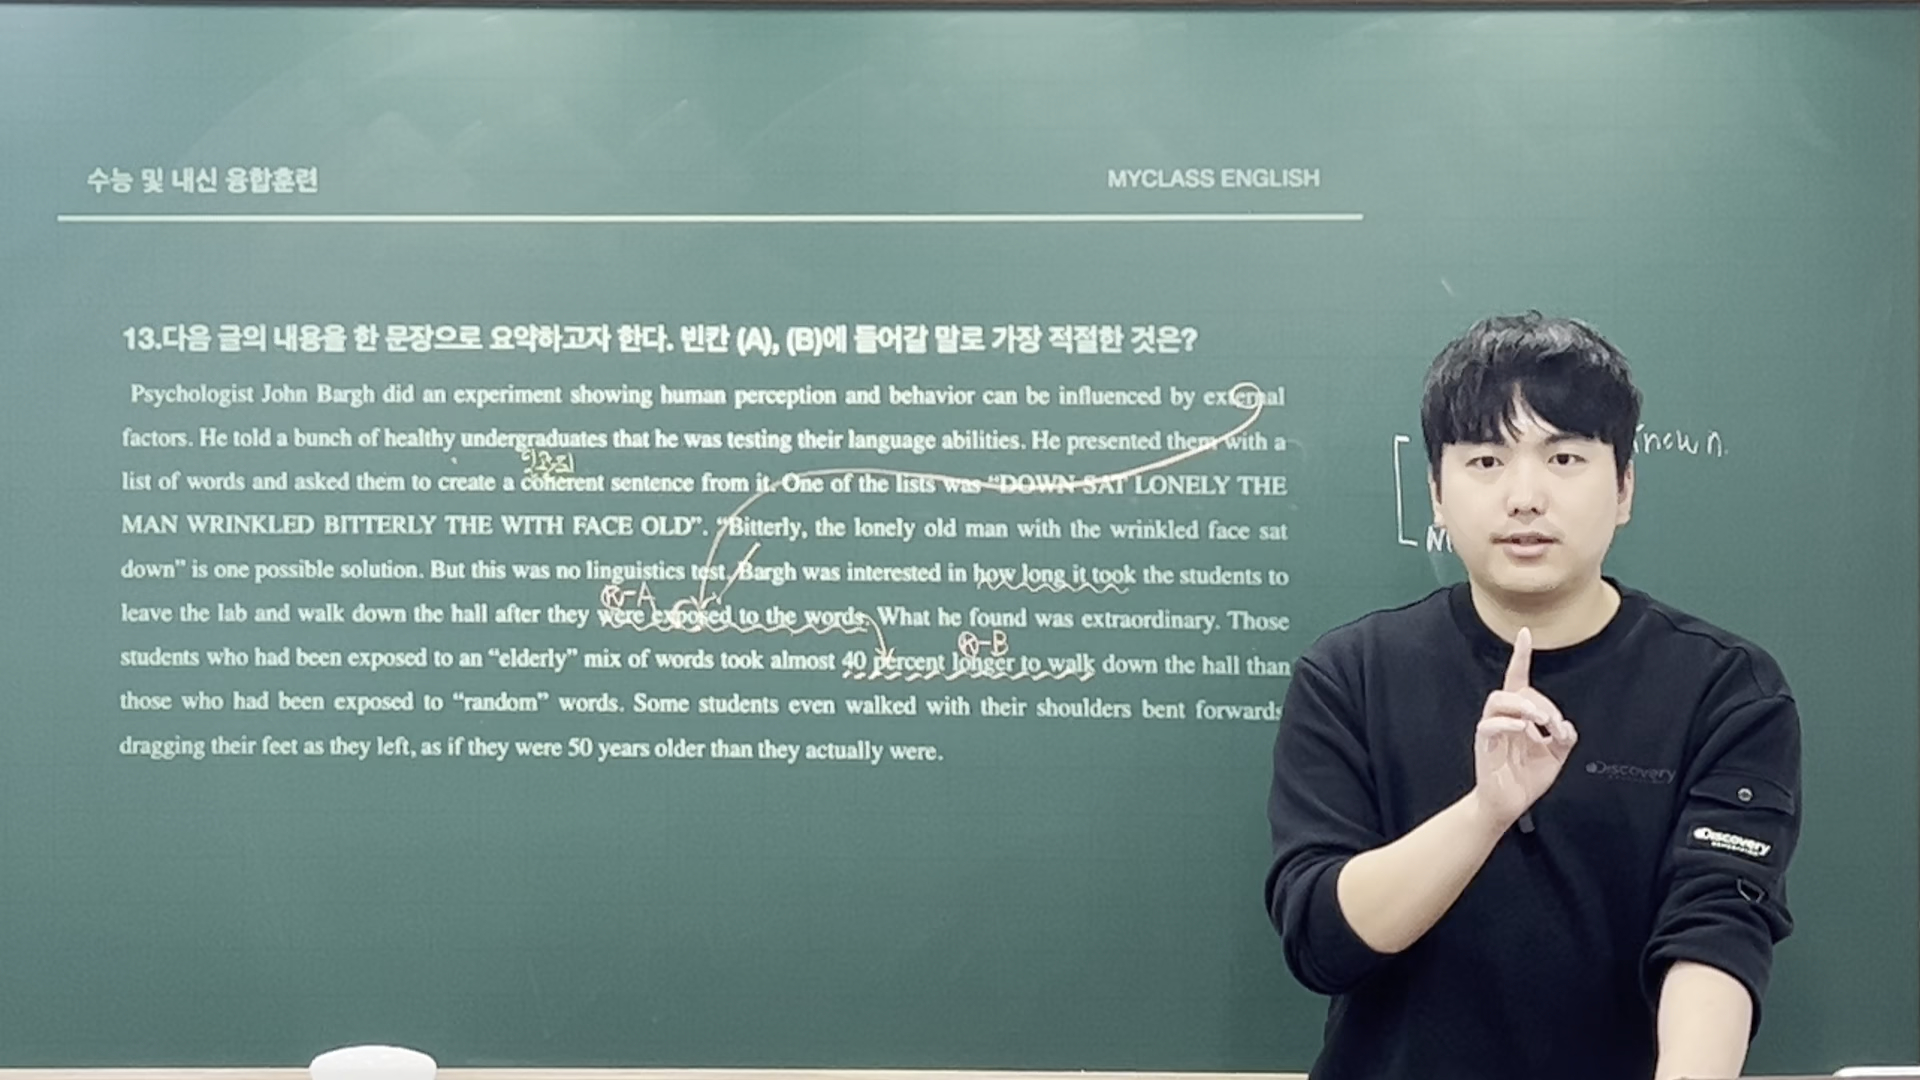 수능 및 내신 융합훈련
MYCLASS ENGLISH
13.다음 글의 내용을 한 문장으로 요약하고자 한다. 빈칸 (A), (B)에 들어갈 말로 가장 적절한 것은?
Psychologist John Bargh did an experiment showing human perception and behavior can be influenced by external
factors. He told a bunch of healthy undergraduates that he was testing their language abilities. He presented them with a
list of words and asked them to create a coherent sentence from it. One of the lists was “DOWN SAT LONELY THE
MAN WRINKLED BITTERLY THE WITH FACE OLD”. “Bitterly, the lonely old man with the wrinkled face sat
down” is one possible solution. But this was no linguistics test. Bargh was interested in how long it took the students to
R-A
leave the lab and walk down the hall after they were exposed to the words. What he found was extraordinary. Those
R-B
students who had been exposed to an “elderly” mix of words took almost 40 percent longer to walk down the hall than
those who had been exposed to “random” words. Some students even walked with their shoulders bent forwards
dragging their feet as they left, as if they were 50 years older than they actually were.
Discovery
Discovery